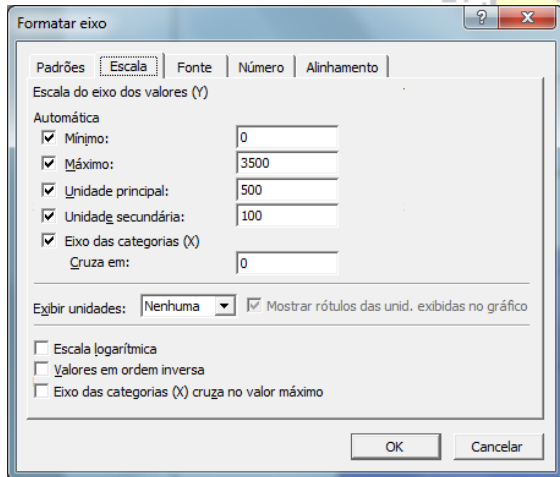 Formatar eixo
Padrões Escala Fonte Número Alinhamento
Escala do eixo dos valores (Y)
Automática
Mínimo: 0
Máximo: 3500
Unidade principal: 500
Unidade secundária: 100
Eixo das categorias (X)
Cruza em: 0
Exibir unidades: Nenhuma Mostrar rótulos das unid. exibidas no gráfico
Escala logarítmica
Valores em ordem inversa
Eixo das categorias (X) cruza no valor máximo
OK Cancelar